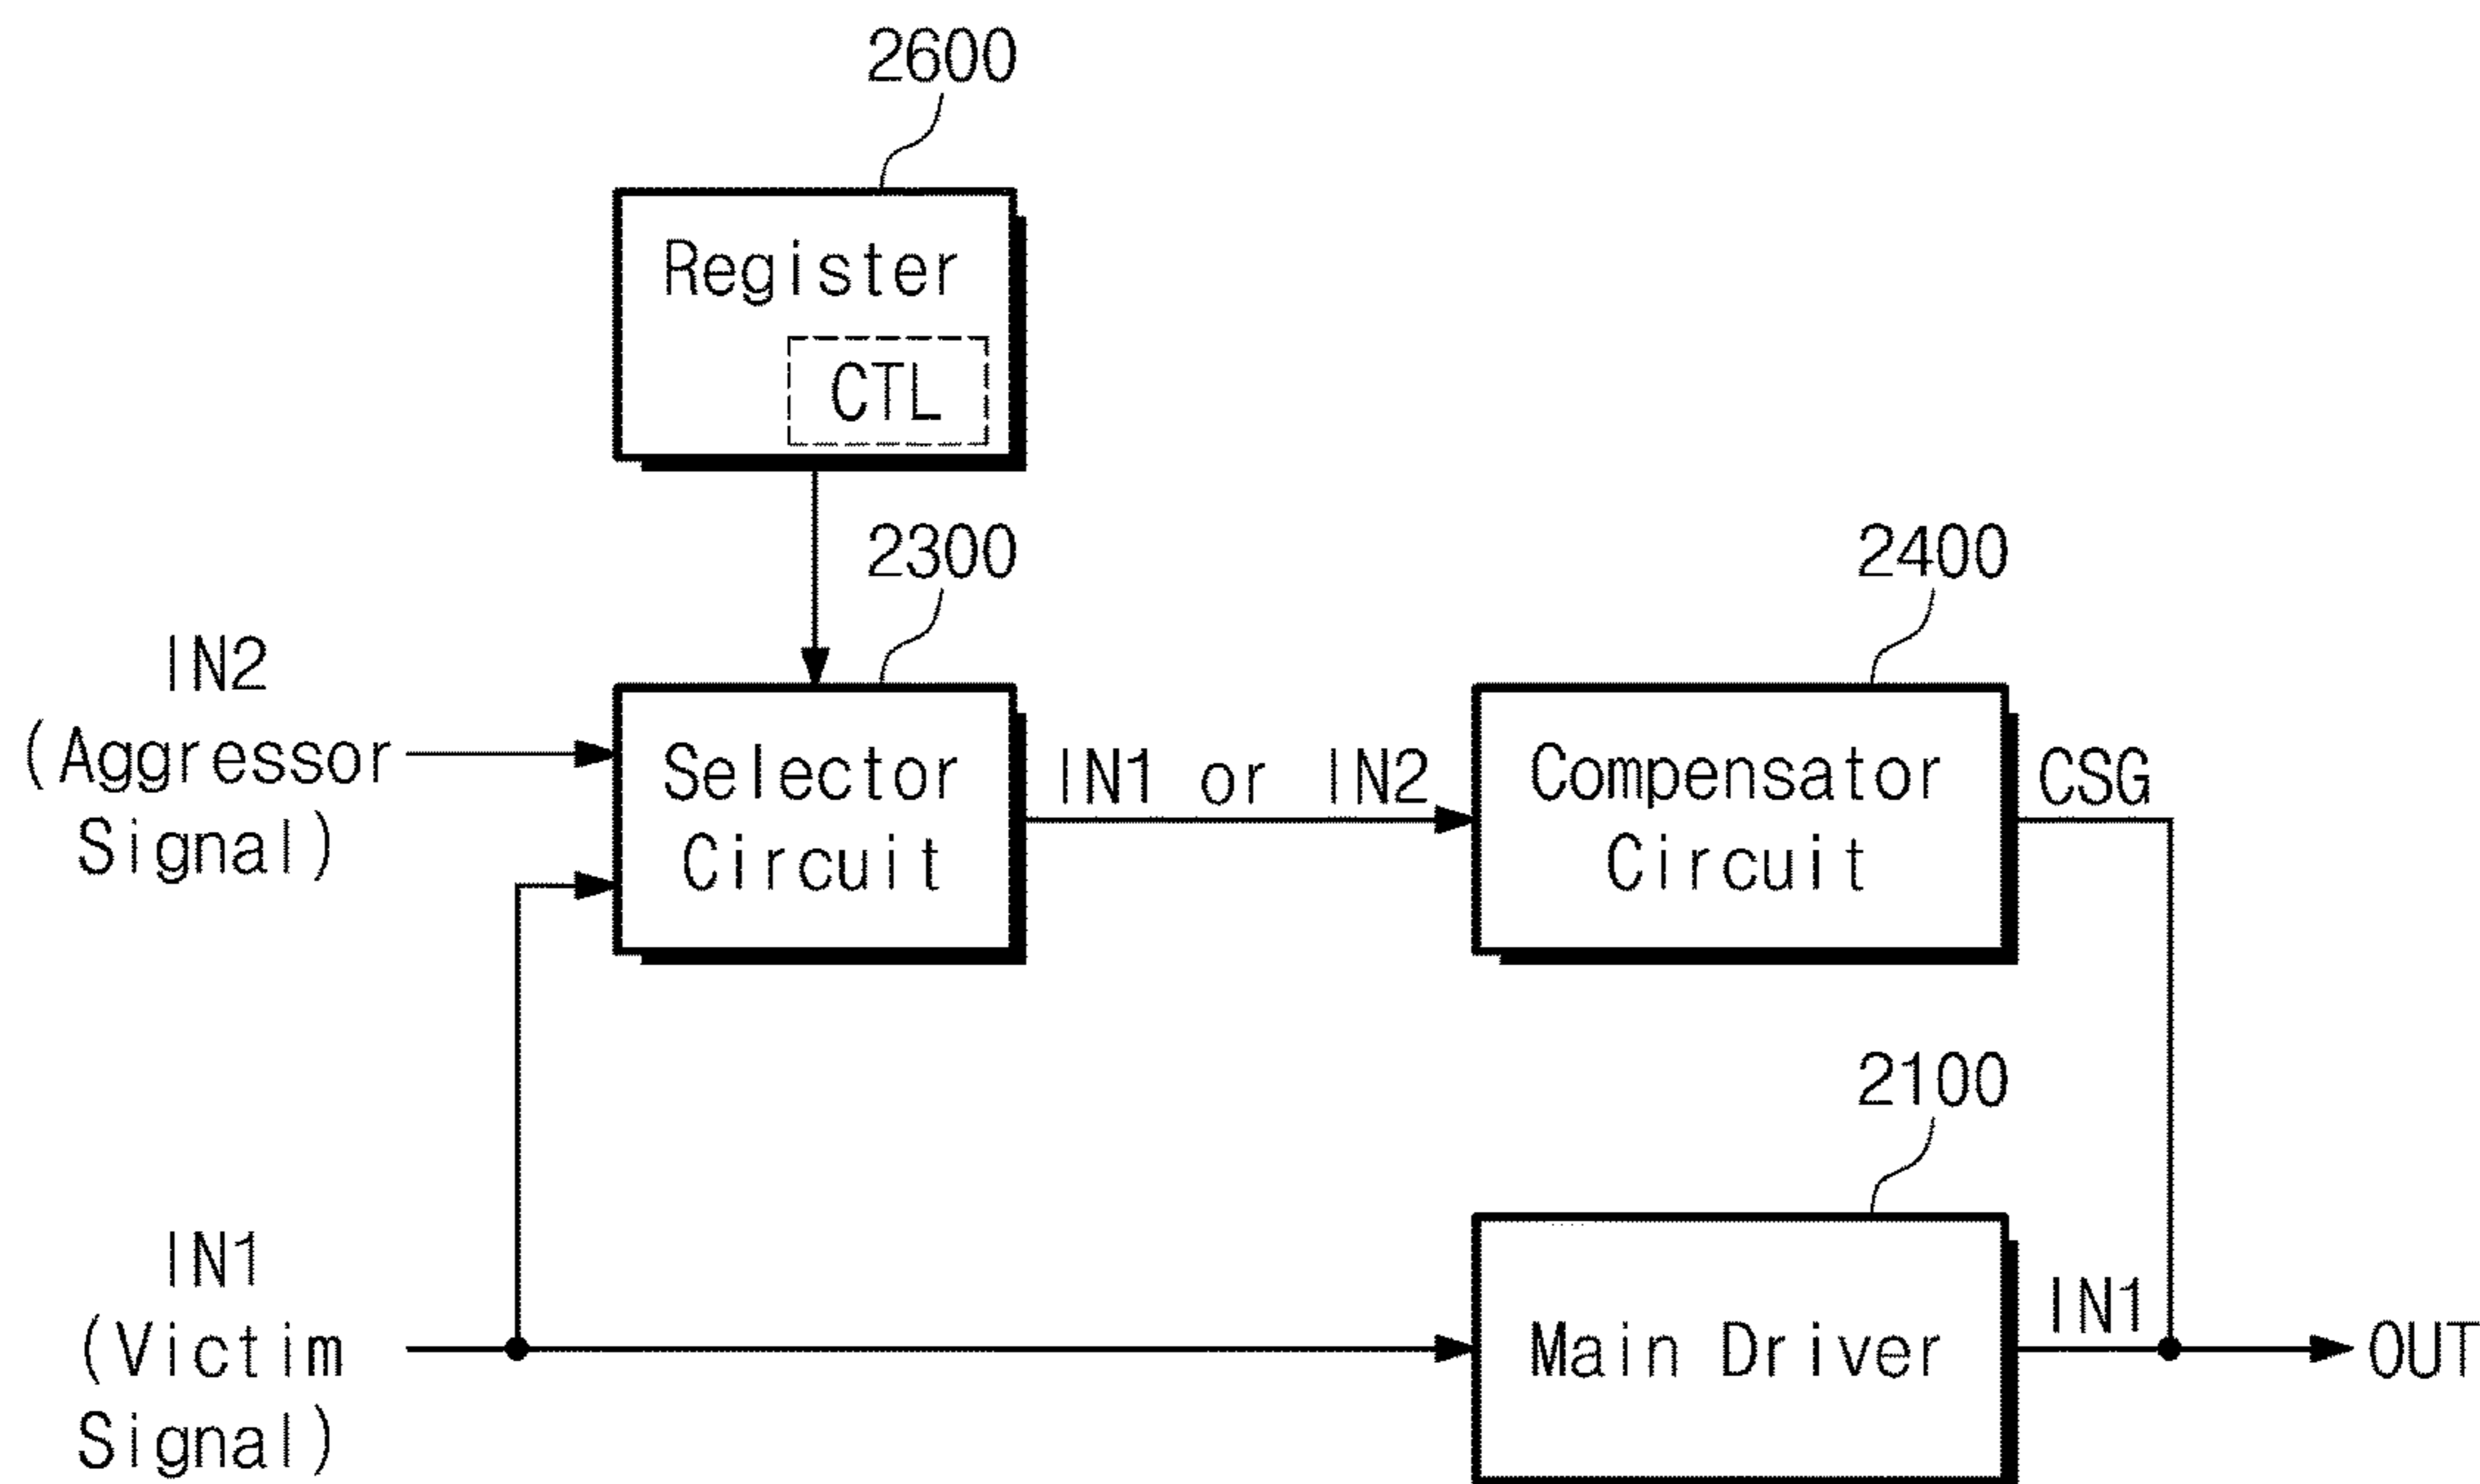 2600
Register
CTL
2300
2400
IN2
(Aggressor
Signal)
Selector
Circuit
IN1 or IN2
Compensator
Circuit
CSG
2100
IN1
(Victim
Signal)
Main Driver
IN1
OUT